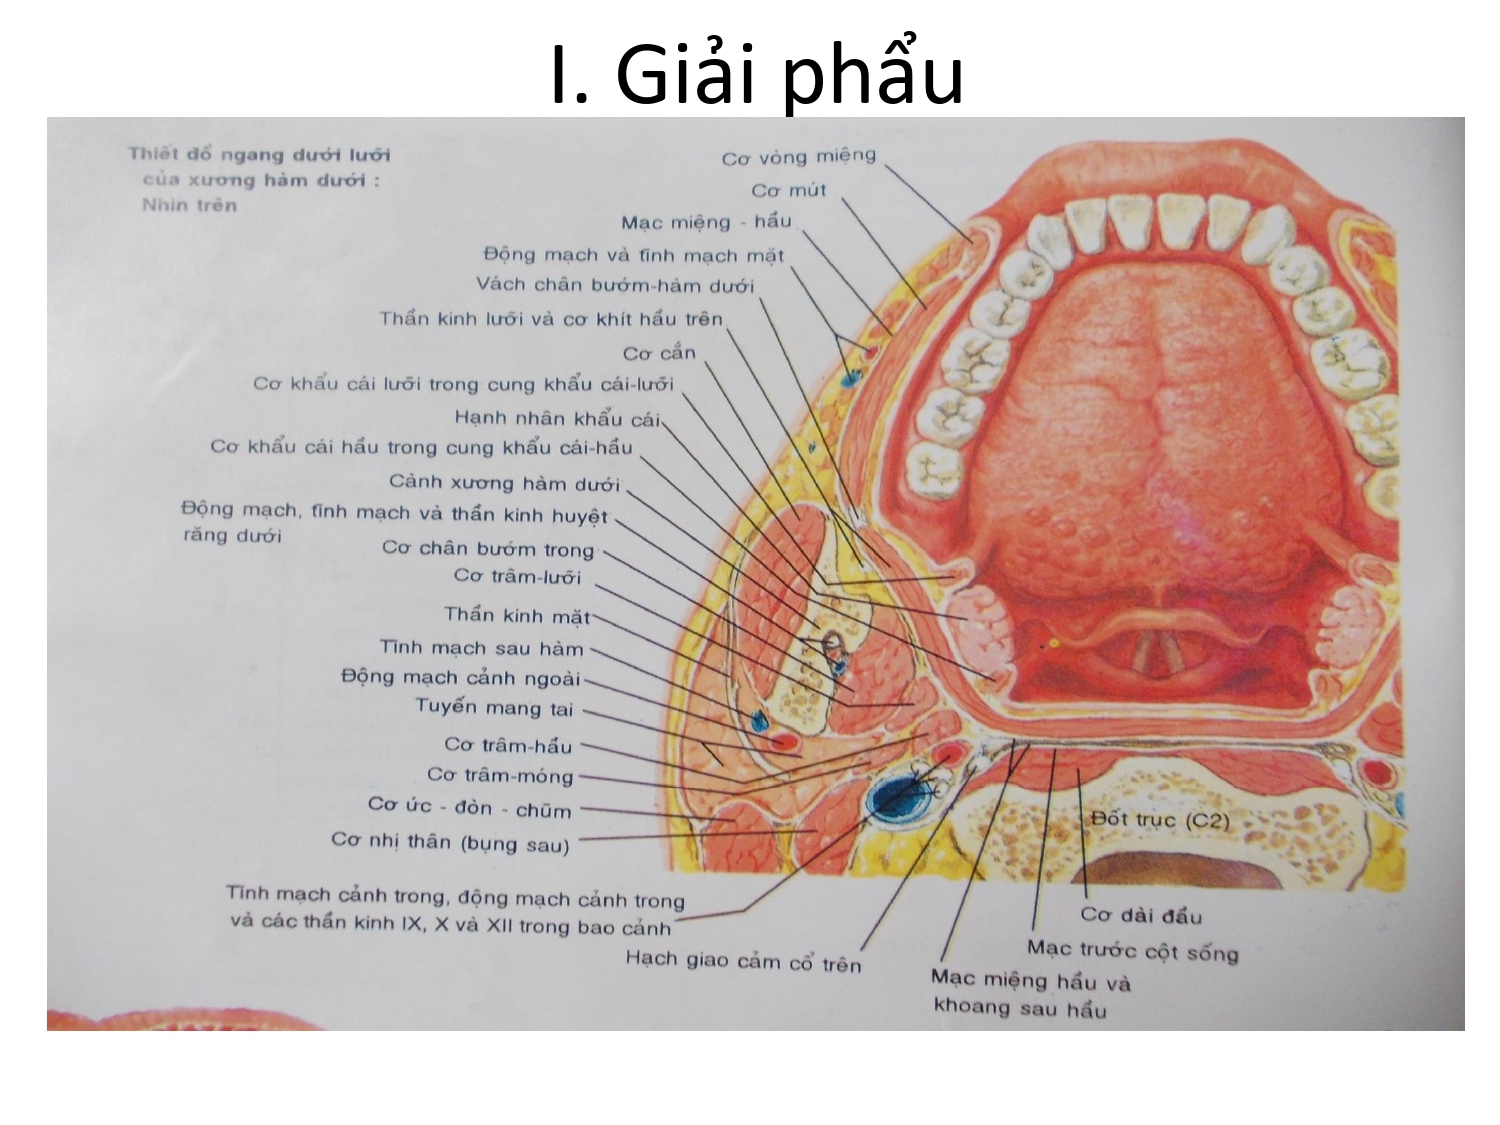 I. Giải phẩu
Thiết đồ ngang dưới lưỡi
của xương hàm dưới :
Nhìn trên
Cơ vòng miệng
Cơ mút
Mạc miệng - hầu
Động mạch và tĩnh mạch mặt
Vách chân bướm-hàm dưới
Thần kinh lưỡi và cơ khít hầu trên
Cơ cắn
Cơ khẩu cái lưỡi trong cung khẩu cái-lưỡi
Hạnh nhân khẩu cái
Cơ khẩu cái hầu trong cung khẩu cái-hầu
Cành xương hàm dưới
Động mạch, tĩnh mạch và thần kinh huyệt
răng dưới
Cơ chân bướm trong
Cơ trâm-lưỡi
Thần kinh mặt
Tĩnh mạch sau hàm
Động mạch cảnh ngoài
Tuyến mang tai
Cơ trâm-hầu
Cơ trâm-móng
Cơ ức - đòn - chũm
Cơ nhị thân (bụng sau)
Đốt trục (C2)
Tĩnh mạch cảnh trong, động mạch cảnh trong
và các thần kinh IX, X và XII trong bao cảnh
Hạch giao cảm cổ trên
Cơ dài đầu
Mạc trước cột sống
Mạc miệng hầu và
khoang sau hầu